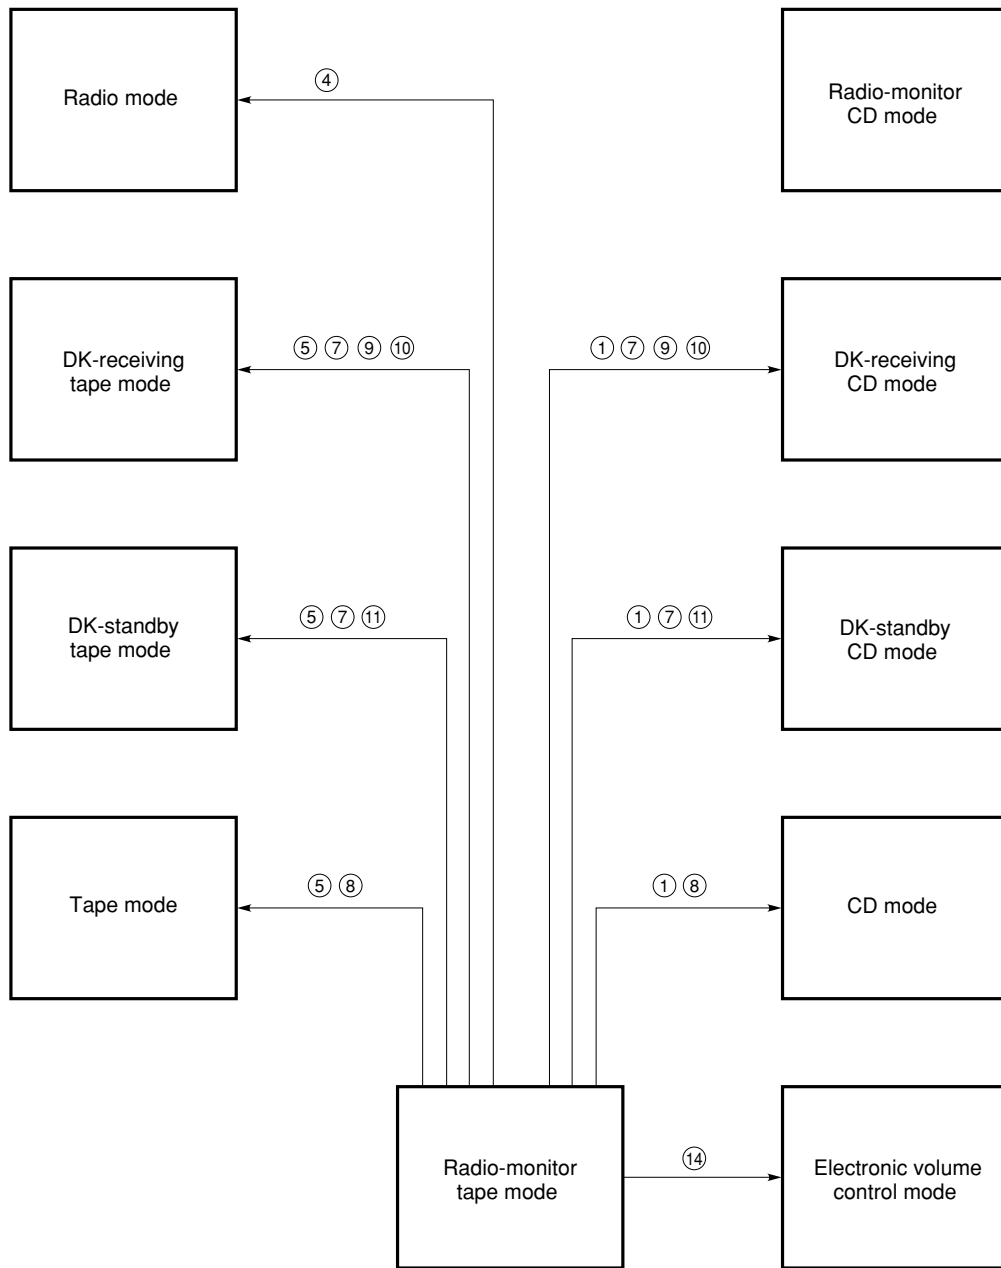 Radio mode
④
Radio-monitor
CD mode
DK-receiving
tape mode
⑤ ⑦ ⑨ ⑩
① ⑦ ⑨ ⑩
DK-receiving
CD mode
DK-standby
tape mode
⑤ ⑦ ⑪
① ⑦ ⑪
DK-standby
CD mode
Tape mode
⑤ ⑧
① ⑧
CD mode
Radio-monitor
tape mode
⑭
Electronic volume
control mode